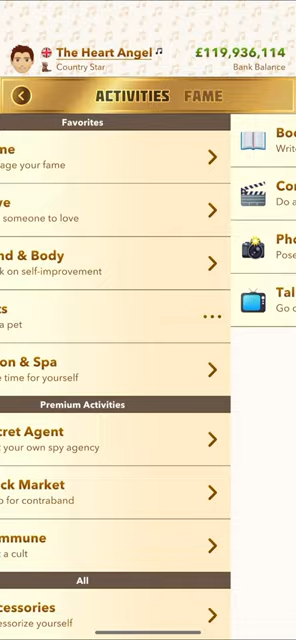 The Heart Angel
£119,936,114
Country Star
Bank Balance
ACTIVITIES FAME
Favorites
me
age your fame
ve
someone to love
nd & Body
k on self-improvement
ts
a pet
on & Spa
e time for yourself
Premium Activities
cret Agent
t your own spy agency
ck Market
p for contraband
mmune
t a cult
All
cessories
essorize yourself
Boo
Write
Com
Do a
Pho
Pose
Tal
Go o